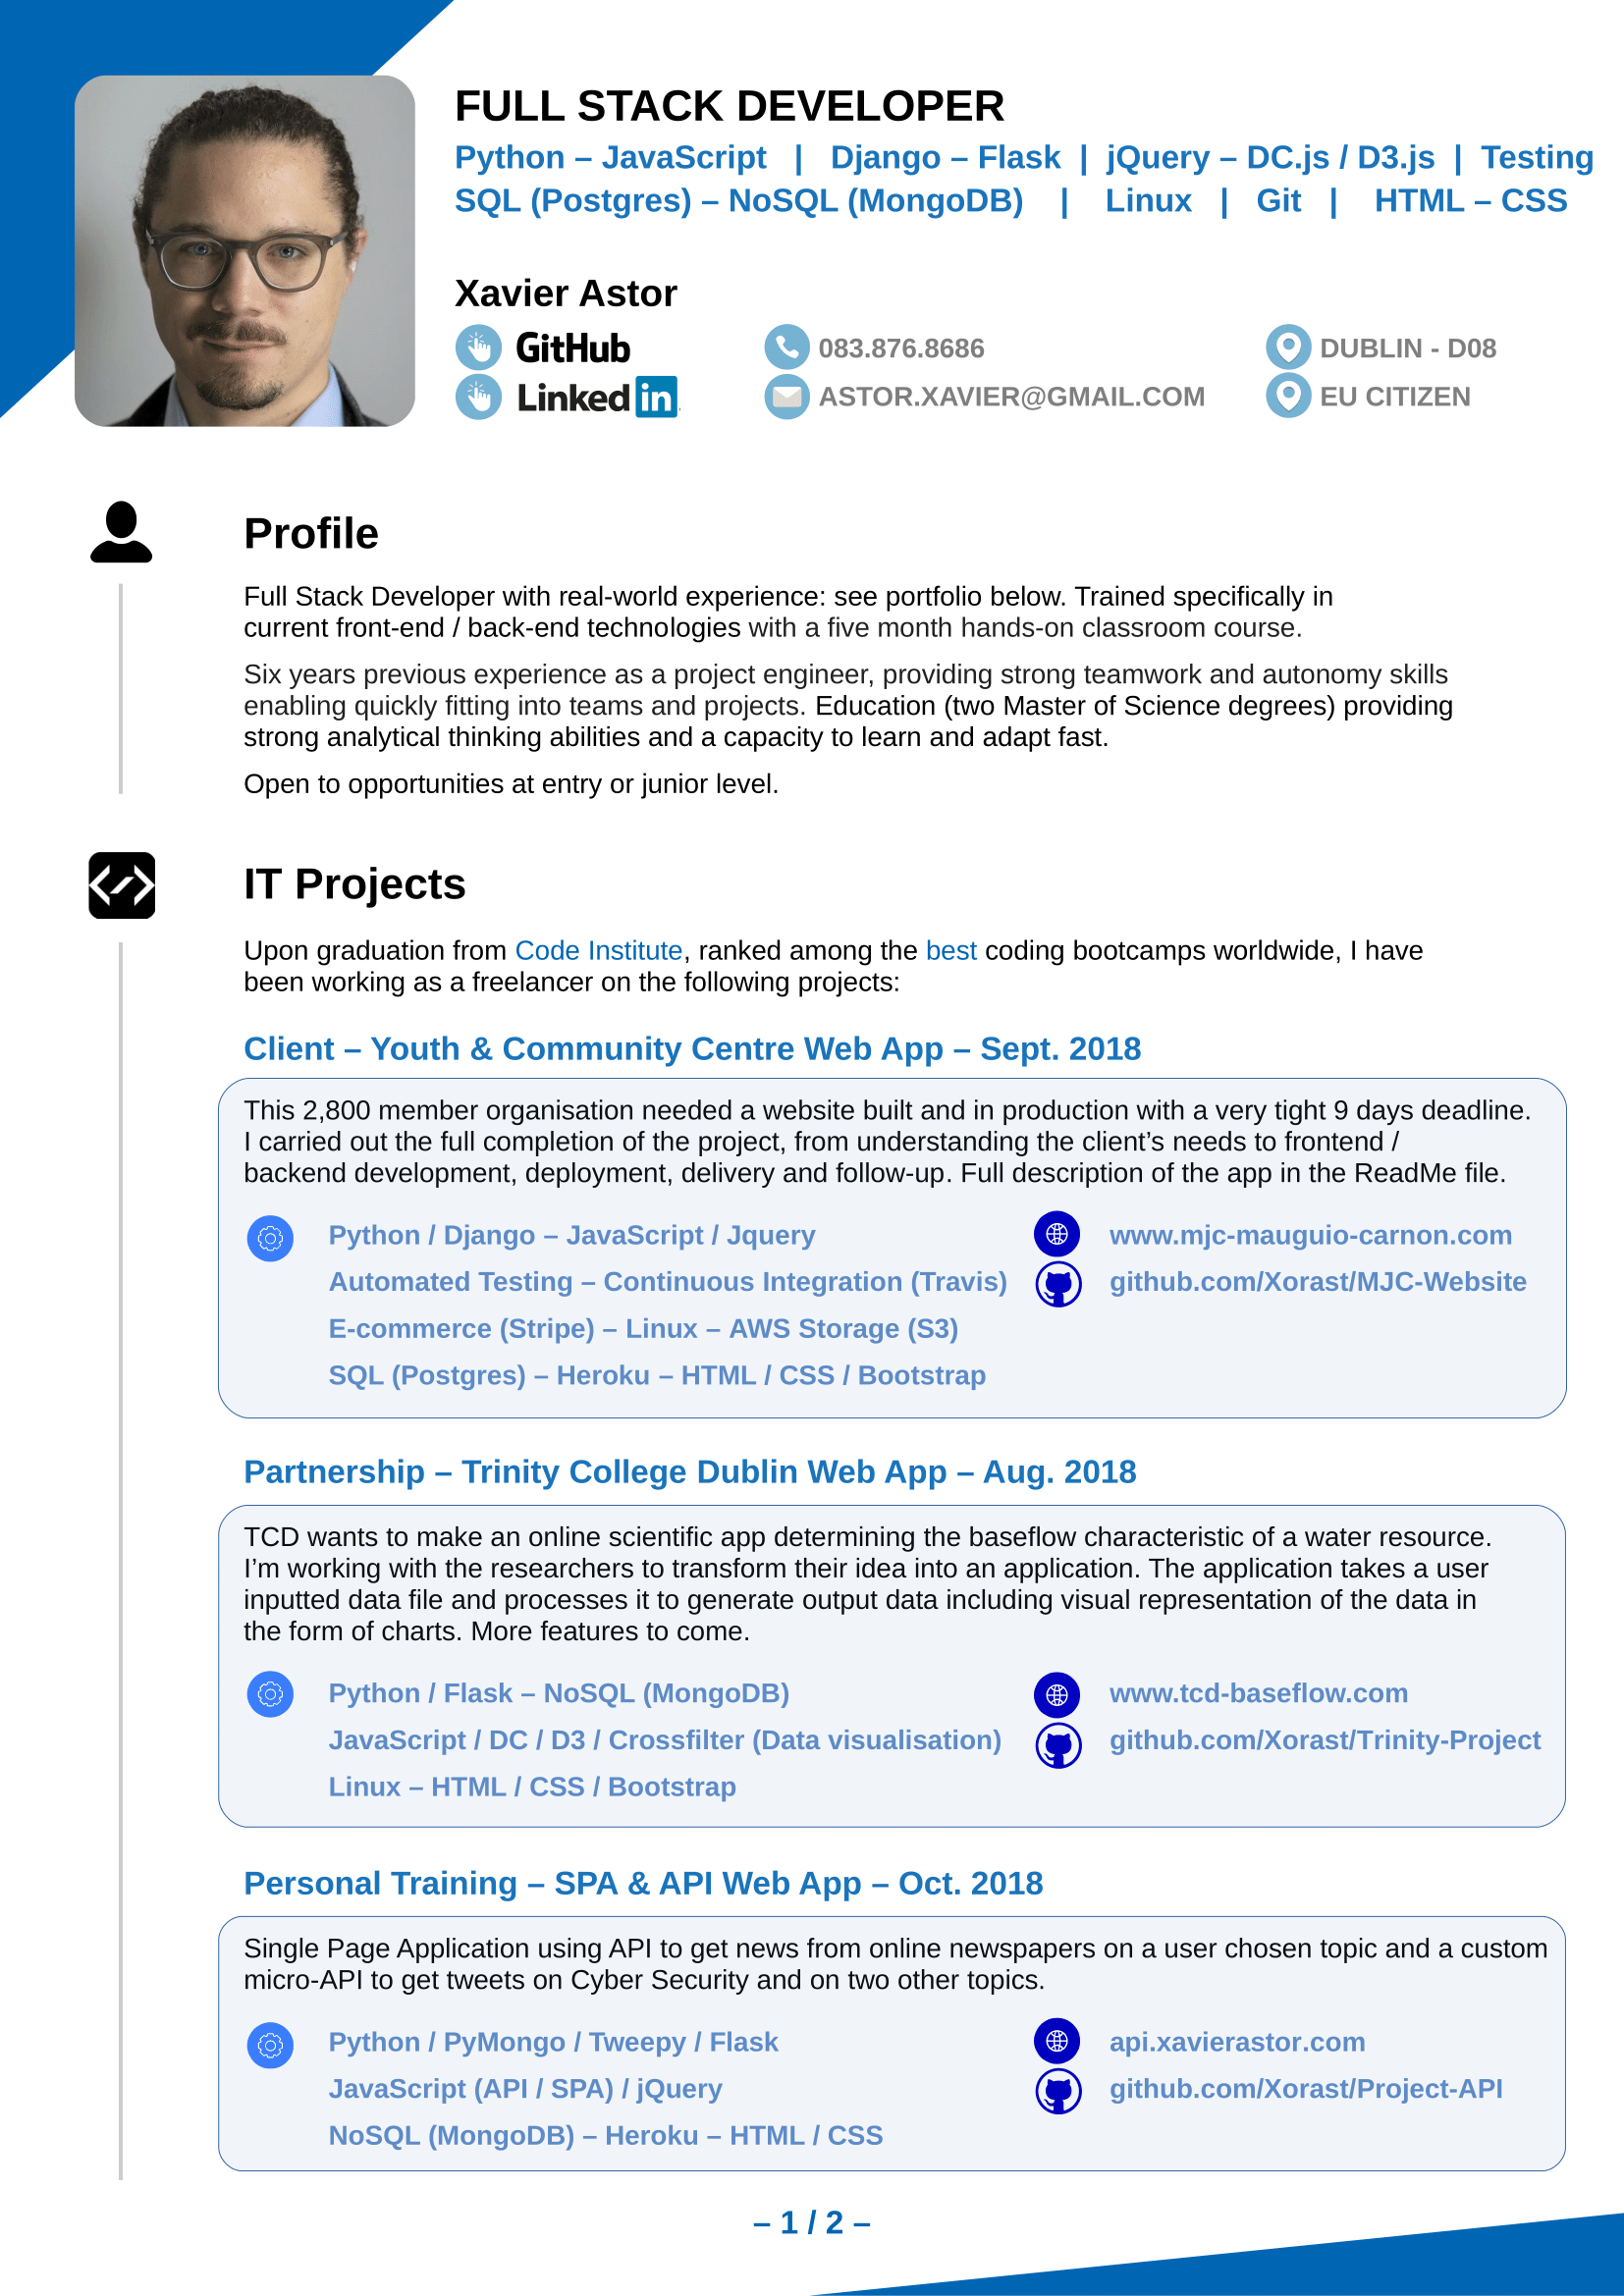 FULL STACK DEVELOPER
Python – JavaScript | Django – Flask | jQuery – DC.js / D3.js | Testing
SQL (Postgres) – NoSQL (MongoDB) | Linux | Git | HTML – CSS
Xavier Astor
GitHub 083.876.8686 DUBLIN - D08
Linked in ASTOR.XAVIER@GMAIL.COM EU CITIZEN
Profile
Full Stack Developer with real-world experience: see portfolio below. Trained specifically in
current front-end / back-end technologies with a five month hands-on classroom course.
Six years previous experience as a project engineer, providing strong teamwork and autonomy skills
enabling quickly fitting into teams and projects. Education (two Master of Science degrees) providing
strong analytical thinking abilities and a capacity to learn and adapt fast.
Open to opportunities at entry or junior level.
IT Projects
Upon graduation from Code Institute, ranked among the best coding bootcamps worldwide, I have
been working as a freelancer on the following projects:
Client – Youth & Community Centre Web App – Sept. 2018
This 2,800 member organisation needed a website built and in production with a very tight 9 days deadline.
I carried out the full completion of the project, from understanding the client’s needs to frontend /
backend development, deployment, delivery and follow-up. Full description of the app in the ReadMe file.
Python / Django – JavaScript / Jquery www.mjc-mauguio-carnon.com
Automated Testing – Continuous Integration (Travis) github.com/Xorast/MJC-Website
E-commerce (Stripe) – Linux – AWS Storage (S3)
SQL (Postgres) – Heroku – HTML / CSS / Bootstrap
Partnership – Trinity College Dublin Web App – Aug. 2018
TCD wants to make an online scientific app determining the baseflow characteristic of a water resource.
I’m working with the researchers to transform their idea into an application. The application takes a user
inputted data file and processes it to generate output data including visual representation of the data in
the form of charts. More features to come.
Python / Flask – NoSQL (MongoDB) www.tcd-baseflow.com
JavaScript / DC / D3 / Crossfilter (Data visualisation) github.com/Xorast/Trinity-Project
Linux – HTML / CSS / Bootstrap
Personal Training – SPA & API Web App – Oct. 2018
Single Page Application using API to get news from online newspapers on a user chosen topic and a custom
micro-API to get tweets on Cyber Security and on two other topics.
Python / PyMongo / Tweepy / Flask api.xavierastor.com
JavaScript (API / SPA) / jQuery github.com/Xorast/Project-API
NoSQL (MongoDB) – Heroku – HTML / CSS
– 1 / 2 –